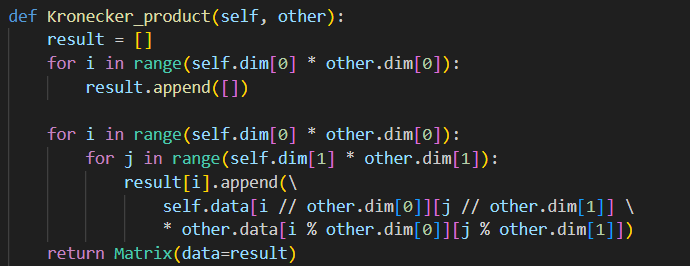 def Kronecker_product(self, other):
    result = []
    for i in range(self.dim[0] * other.dim[0]):
        result.append([])

    for i in range(self.dim[0] * other.dim[0]):
        for j in range(self.dim[1] * other.dim[1]):
            result[i].append(\
                self.data[i // other.dim[0]][j // other.dim[1]] \
                * other.data[i % other.dim[0]][j % other.dim[1]])
    return Matrix(data=result)